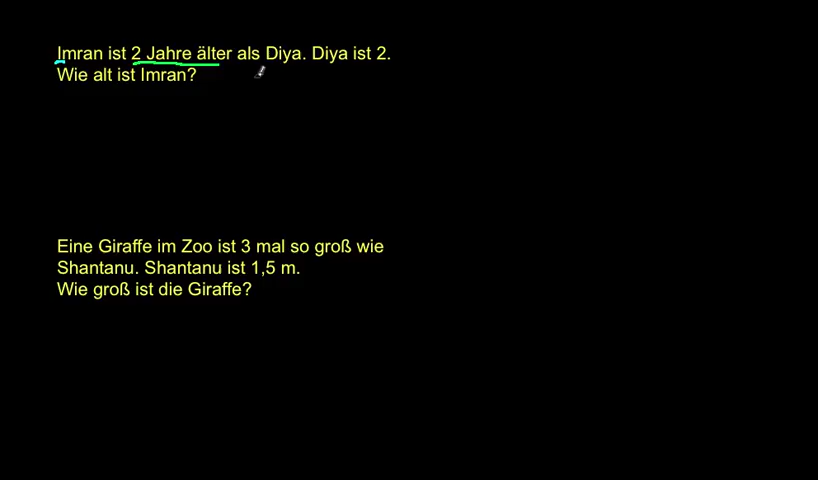 Imran ist 2 Jahre älter als Diya. Diya ist 2.
Wie alt ist Imran?
Eine Giraffe im Zoo ist 3 mal so groß wie
Shantanu. Shantanu ist 1,5 m.
Wie groß ist die Giraffe?